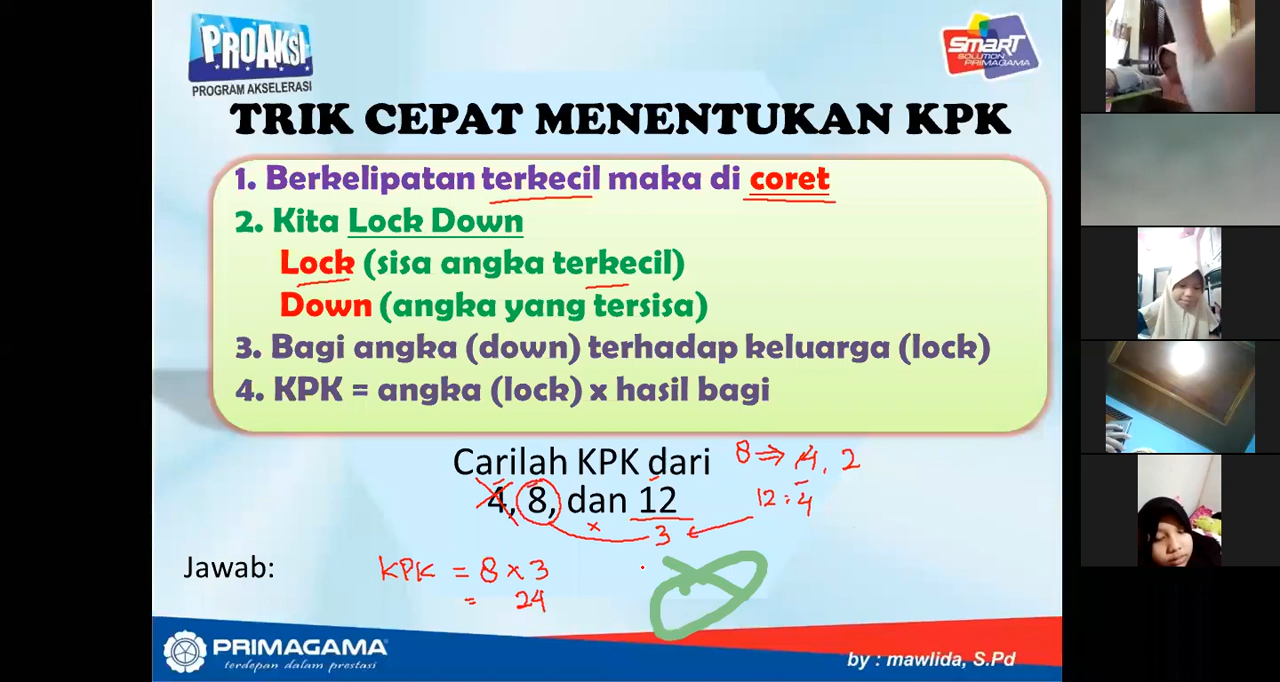 PROAKSI
PROGRAM AKSELERASI
SMART
SOLUTION
PRIMAGAMA
TRIK CEPAT MENENTUKAN KPK
1. Berkelipatan terkecil maka di coret
2. Kita Lock Down
Lock (sisa angka terkecil)
Down (angka yang tersisa)
3. Bagi angka (down) terhadap keluarga (lock)
4. KPK = angka (lock) x hasil bagi
Carilah KPK dari
8 ⇒ 4, 2
4, 8, dan 12
12 : 4
x
3
Jawab:
KPK = 8 x 3
= 24
PRIMAGAMA
terdepan dalam prestasi
by : mawlida, S.Pd